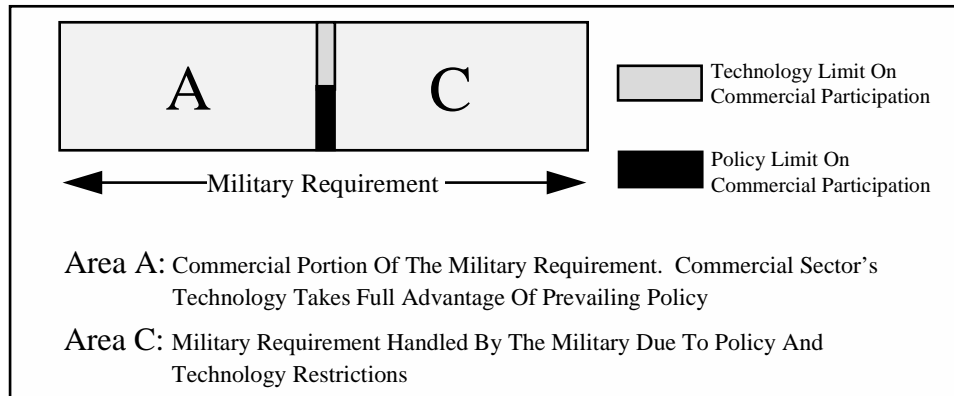 A
C
Technology Limit On
Commercial Participation
Policy Limit On
Commercial Participation
Military Requirement
Area A: Commercial Portion Of The Military Requirement.  Commercial Sector's
Technology Takes Full Advantage Of Prevailing Policy
Area C: Military Requirement Handled By The Military Due To Policy And
Technology Restrictions